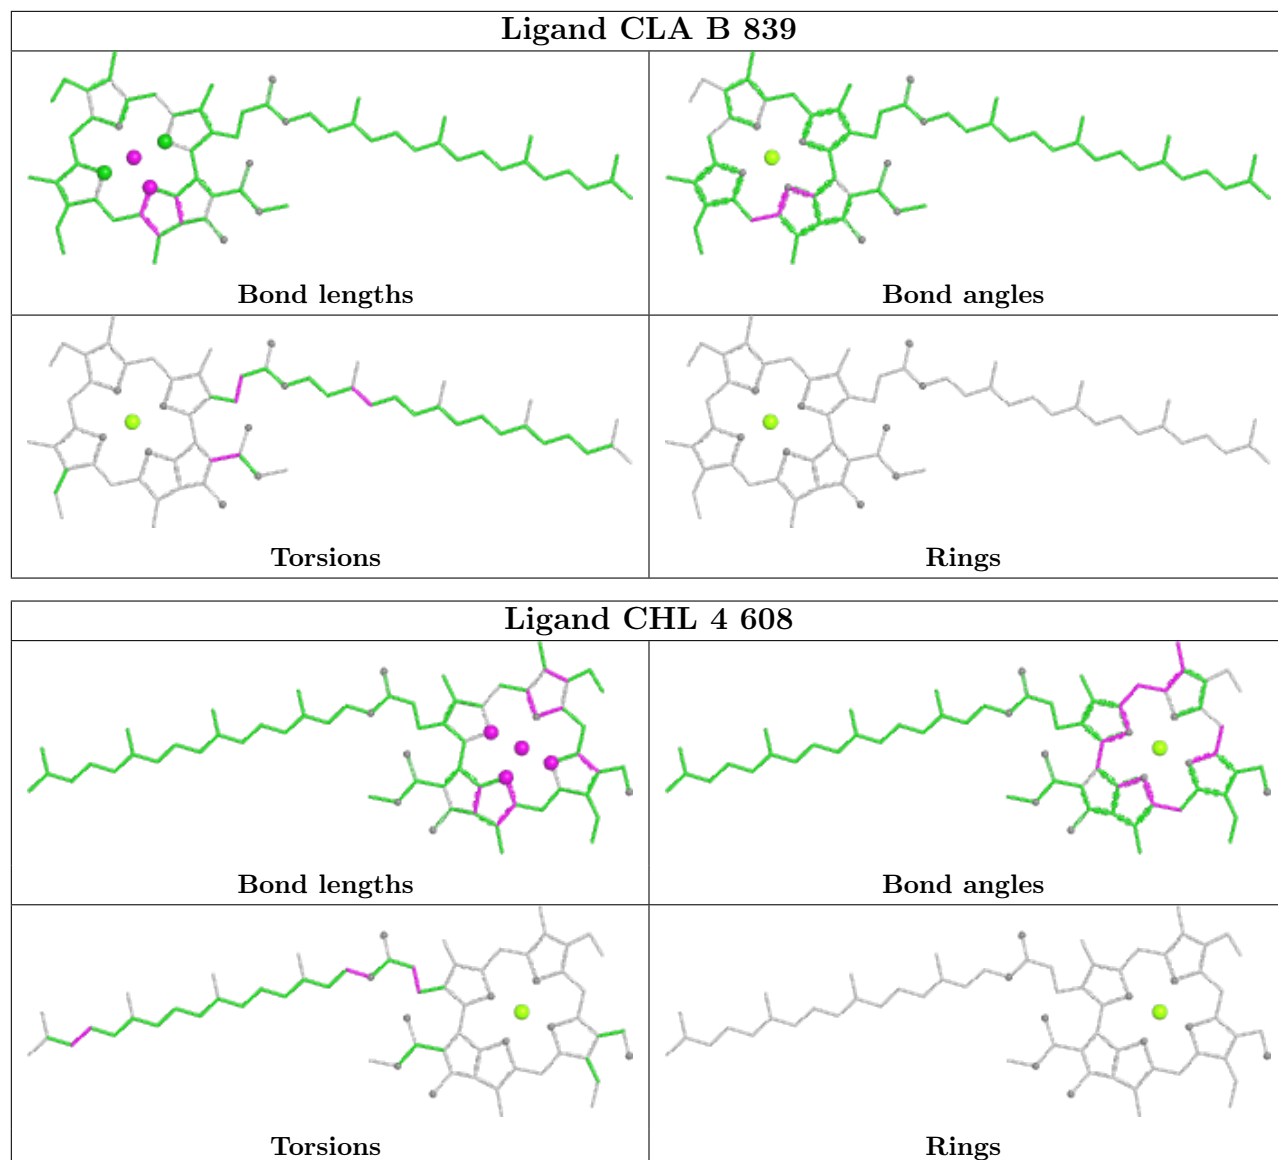 Ligand CLA B 839
Bond lengths
Bond angles
Torsions
Rings
Ligand CHL 4 608
Bond lengths
Bond angles
Torsions
Rings